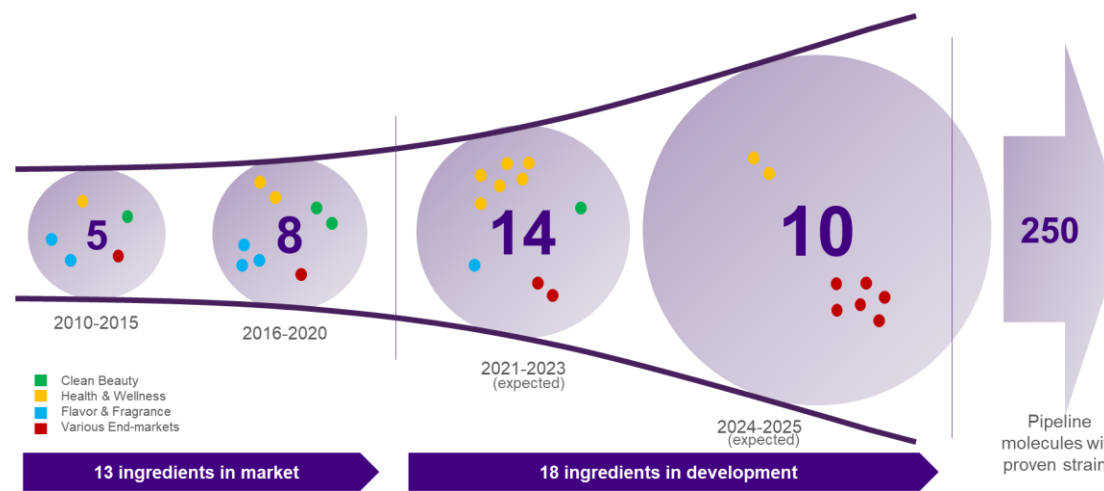 5
8
14
10
250
2010-2015
2016-2020
2021-2023
(expected)
2024-2025
(expected)
Clean Beauty
Health & Wellness
Flavor & Fragrance
Various End-markets
Pipeline
molecules wi
proven strain
13 ingredients in market
18 ingredients in development